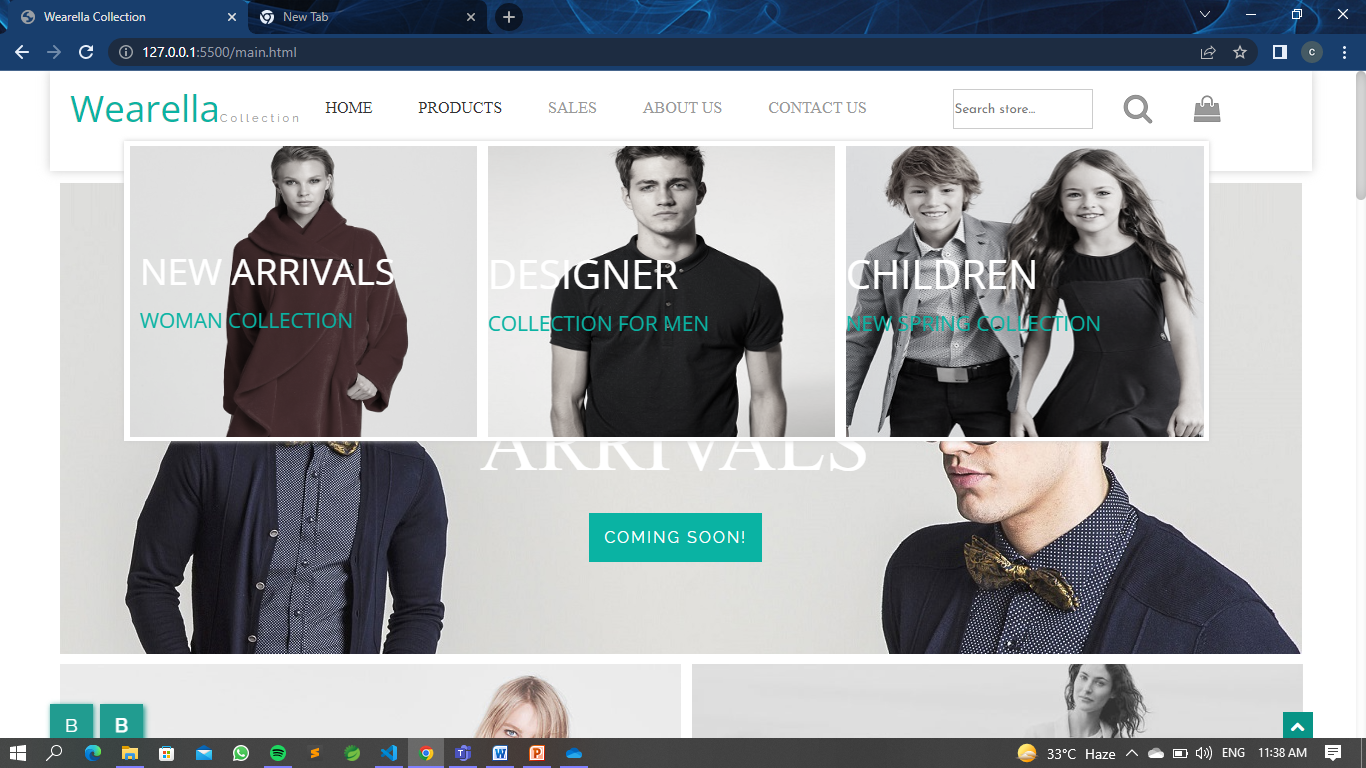 Wearella Collection
New Tab
127.0.0.1:5500/main.html
c
Wearella Collection
HOME
PRODUCTS
SALES
ABOUT US
CONTACT US
Search store...
NEW ARRIVALS
WOMAN COLLECTION
DESIGNER
COLLECTION FOR MEN
CHILDREN
NEW SPRING COLLECTION
ARRIVALS
COMING SOON!
B
B
33°C Haze
ENG
11:38 AM